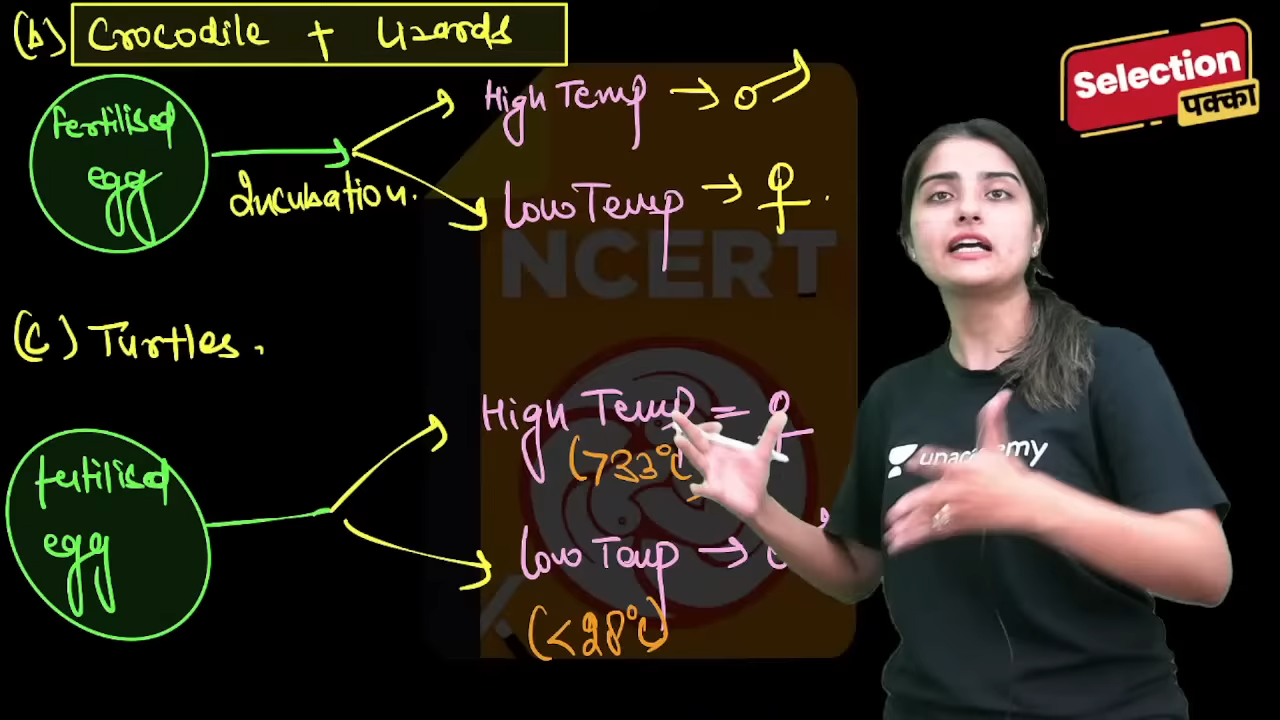 (b) Crocodile + Lizards
fertilised
egg
Incubation.
High Temp → ♂
Low Temp → ♀.
NCERT
(C) Turtles.
fertilised
egg
High Temp = ♀
(>33°C
Low Temp →
(<28°C)
Selection
पक्का
unacademy